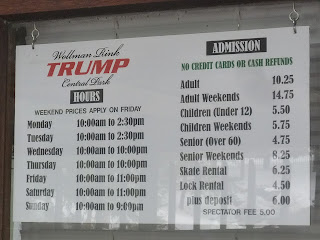 Wollman Rink
TRUMP
Central Park
HOURS
WEEKEND PRICES APPLY ON FRIDAY
Monday 10:00am to 2:30pm
Tuesday 10:00am to 2:30pm
Wednesday 10:00am to 10:00pm
Thursday 10:00am to 10:00pm
Friday 10:00am to 11:00pm
Saturday 10:00am to 11:00pm
Sunday 10:00am to 9:00pm
ADMISSION
NO CREDIT CARDS OR CASH REFUNDS
Adult 10.25
Adult Weekends 14.75
Children (Under 12) 5.50
Children Weekends 5.75
Senior (Over 60) 4.75
Senior Weekends 8.25
Skate Rental 6.25
Lock Rental 4.50
plus deposit 6.00
SPECTATOR FEE 5.00